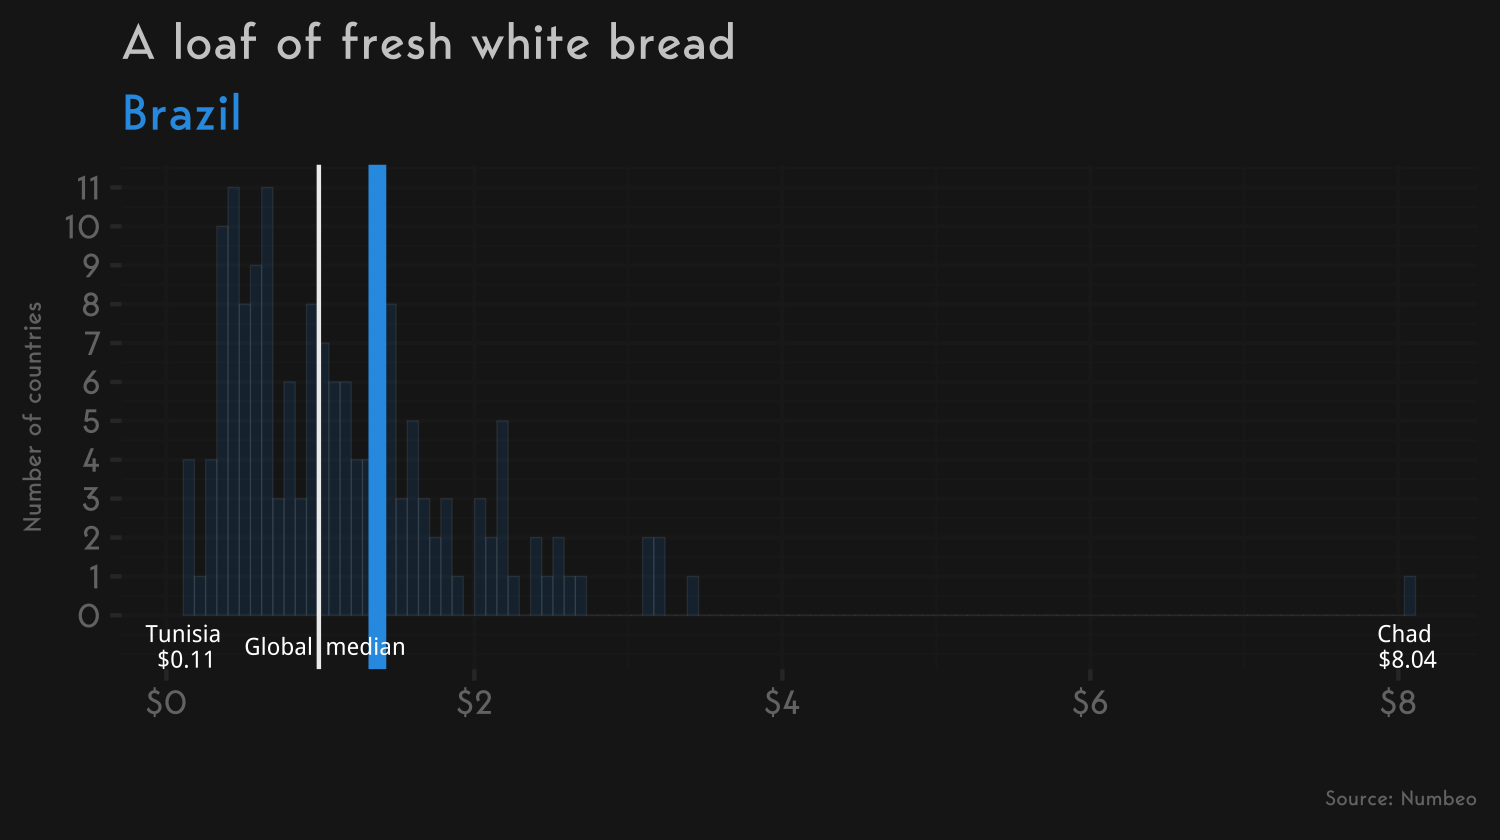 A loaf of fresh white bread
Brazil
Number of countries
11
10
9
8
7
6
5
4
3
2
1
0
Tunisia
$0.11
Global median
Chad
$8.04
$0 $2 $4 $6 $8
Source: Numbeo